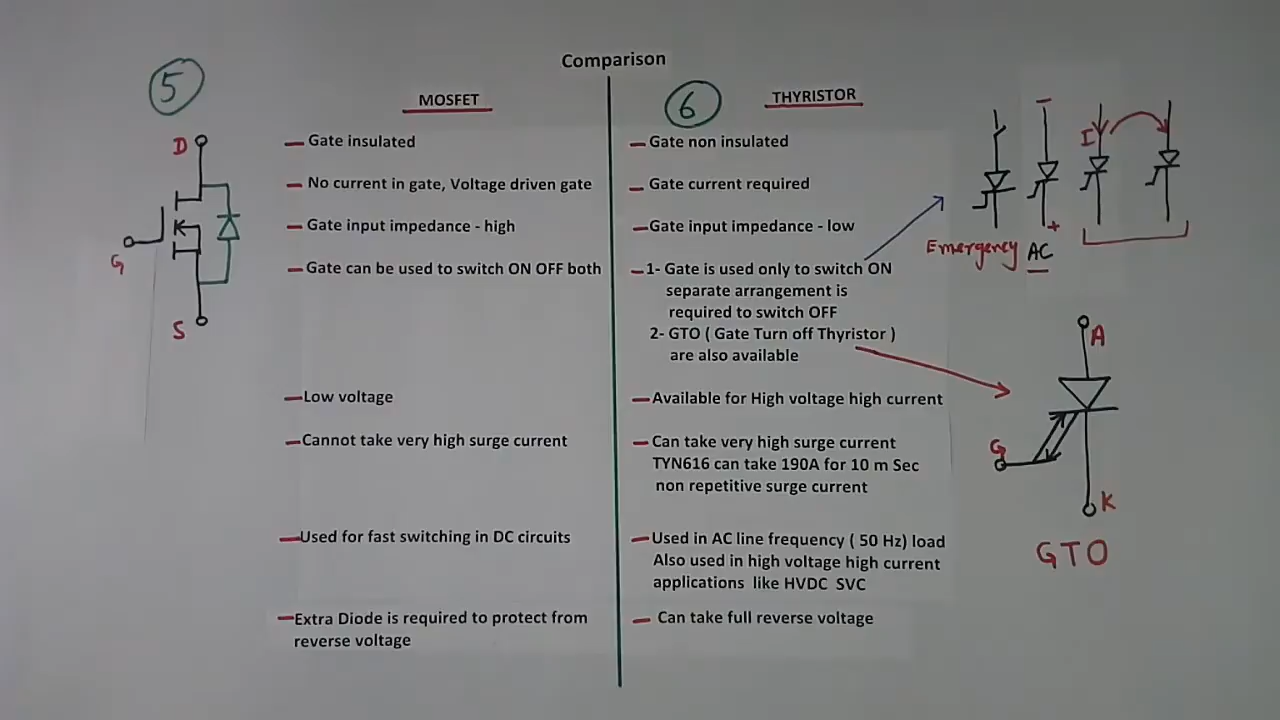 Comparison
5
MOSFET
Gate insulated
No current in gate, Voltage driven gate
Gate input impedance - high
Gate can be used to switch ON OFF both
Low voltage
Cannot take very high surge current
Used for fast switching in DC circuits
Extra Diode is required to protect from
reverse voltage
D
G
S
6
THYRISTOR
Gate non insulated
Gate current required
Gate input impedance - low
1- Gate is used only to switch ON
separate arrangement is
required to switch OFF
2- GTO ( Gate Turn off Thyristor )
are also available
Available for High voltage high current
Can take very high surge current
TYN616 can take 190A for 10 m Sec
non repetitive surge current
Used in AC line frequency ( 50 Hz) load
Also used in high voltage high current
applications like HVDC SVC
Can take full reverse voltage
I
- +
Emergency AC
A
G
K
GTO